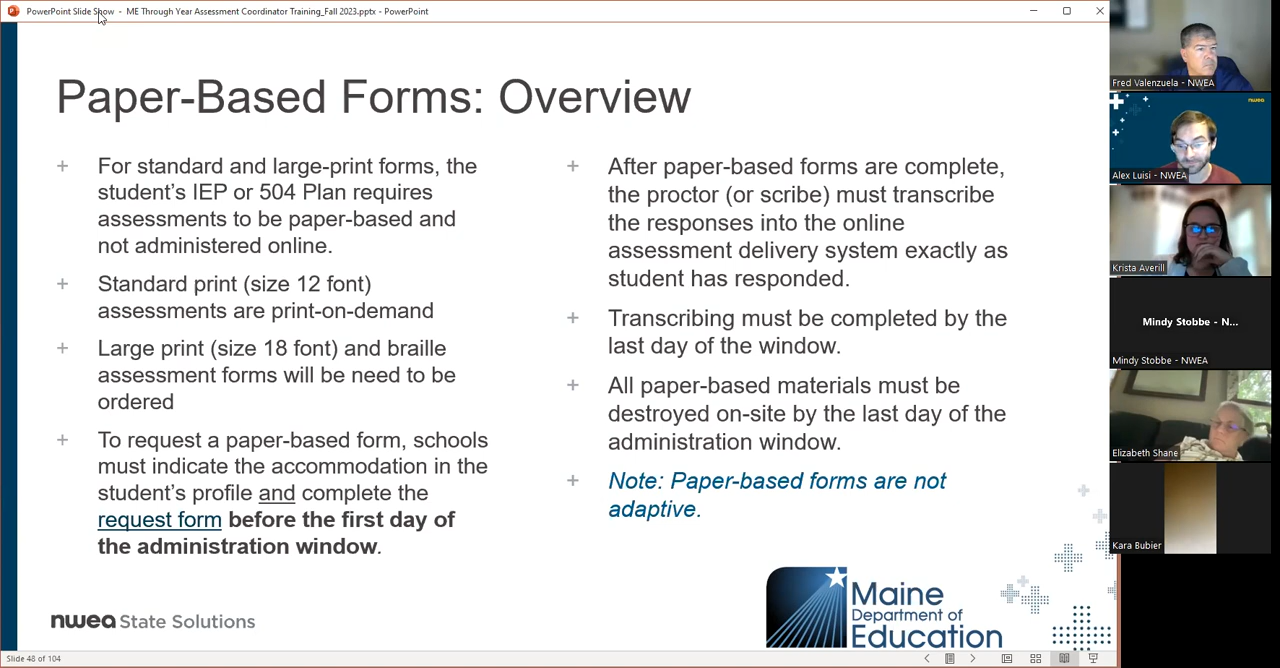 PowerPoint Slide Show - ME Through Year Assessment Coordinator Training_Fall 2023.pptx - PowerPoint
Paper-Based Forms: Overview
+ For standard and large-print forms, the
student's IEP or 504 Plan requires
assessments to be paper-based and
not administered online.
+ Standard print (size 12 font)
assessments are print-on-demand
+ Large print (size 18 font) and braille
assessment forms will be need to be
ordered
+ To request a paper-based form, schools
must indicate the accommodation in the
student's profile and complete the
request form before the first day of
the administration window.
+ After paper-based forms are complete,
the proctor (or scribe) must transcribe
the responses into the online
assessment delivery system exactly as
student has responded.
+ Transcribing must be completed by the
last day of the window.
+ All paper-based materials must be
destroyed on-site by the last day of the
administration window.
+ Note: Paper-based forms are not
adaptive.
nwea State Solutions
Maine
Department of
Education
Slide 48 of 104
Fred Valenzuela - NWEA
nwea
Alex Luisi - NWEA
Krista Averill
Mindy Stobbe - N...
Mindy Stobbe - NWEA
Elizabeth Shane
Kara Bubier